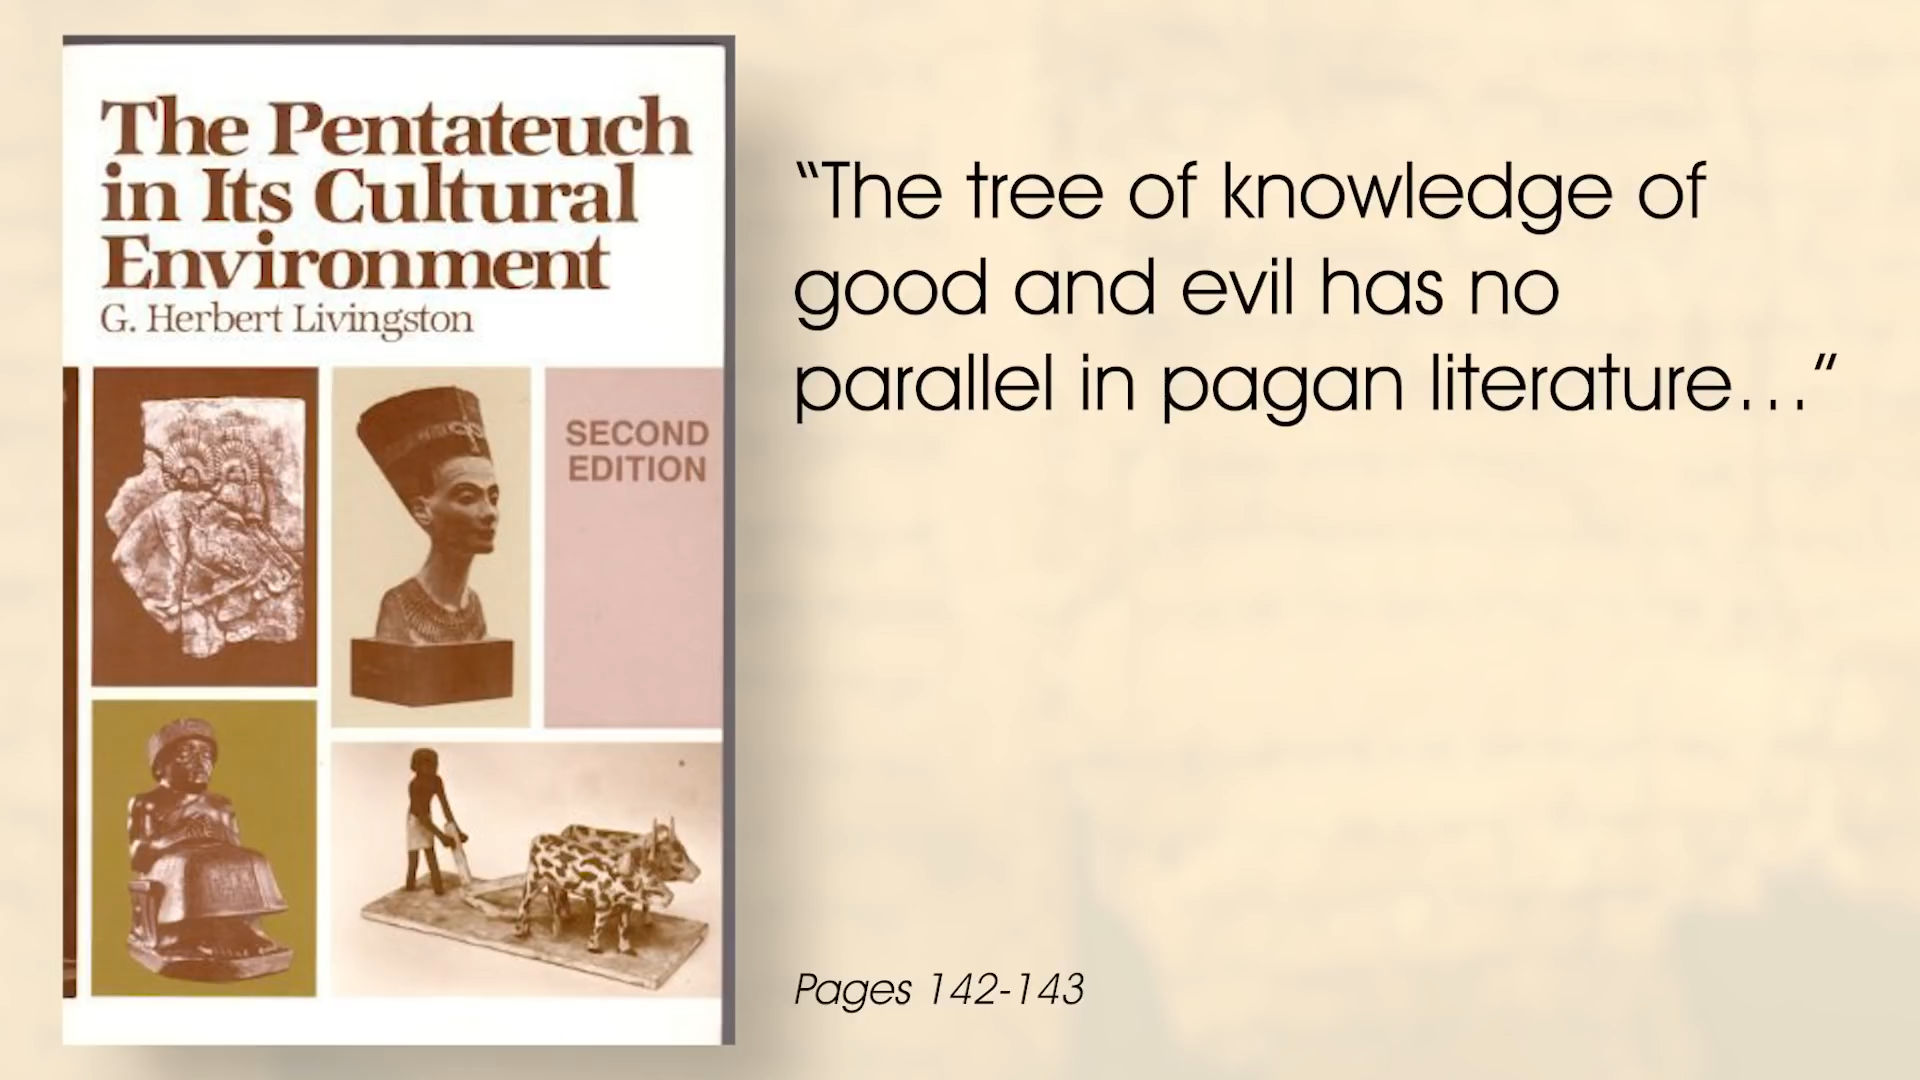 The Pentateuch
in Its Cultural
Environment
G. Herbert Livingston
SECOND
EDITION
“The tree of knowledge of
good and evil has no
parallel in pagan literature…”
Pages 142-143